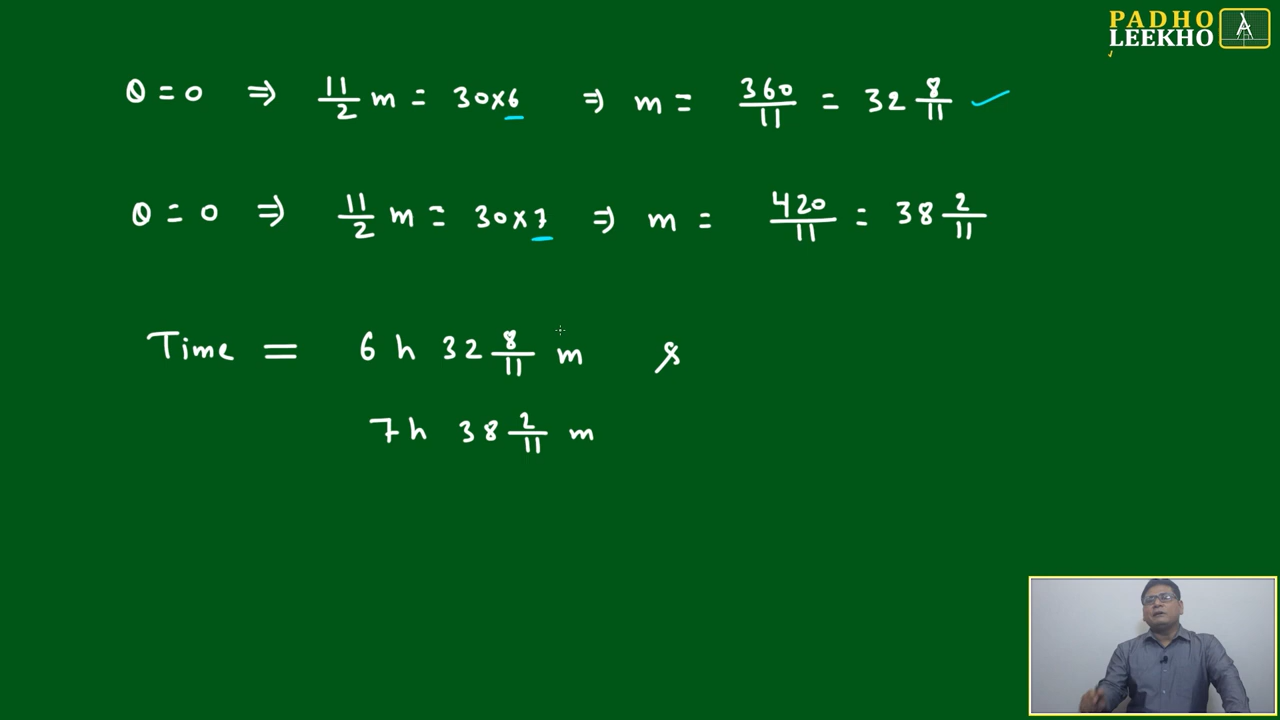 PADHO
LEEKHO
θ = 0 ⇒ 11/2 m = 30×6 ⇒ m = 360/11 = 32 8/11 ✓
θ = 0 ⇒ 11/2 m = 30×7 ⇒ m = 420/11 = 38 2/11
Time = 6 h 32 8/11 m &
7 h 38 2/11 m